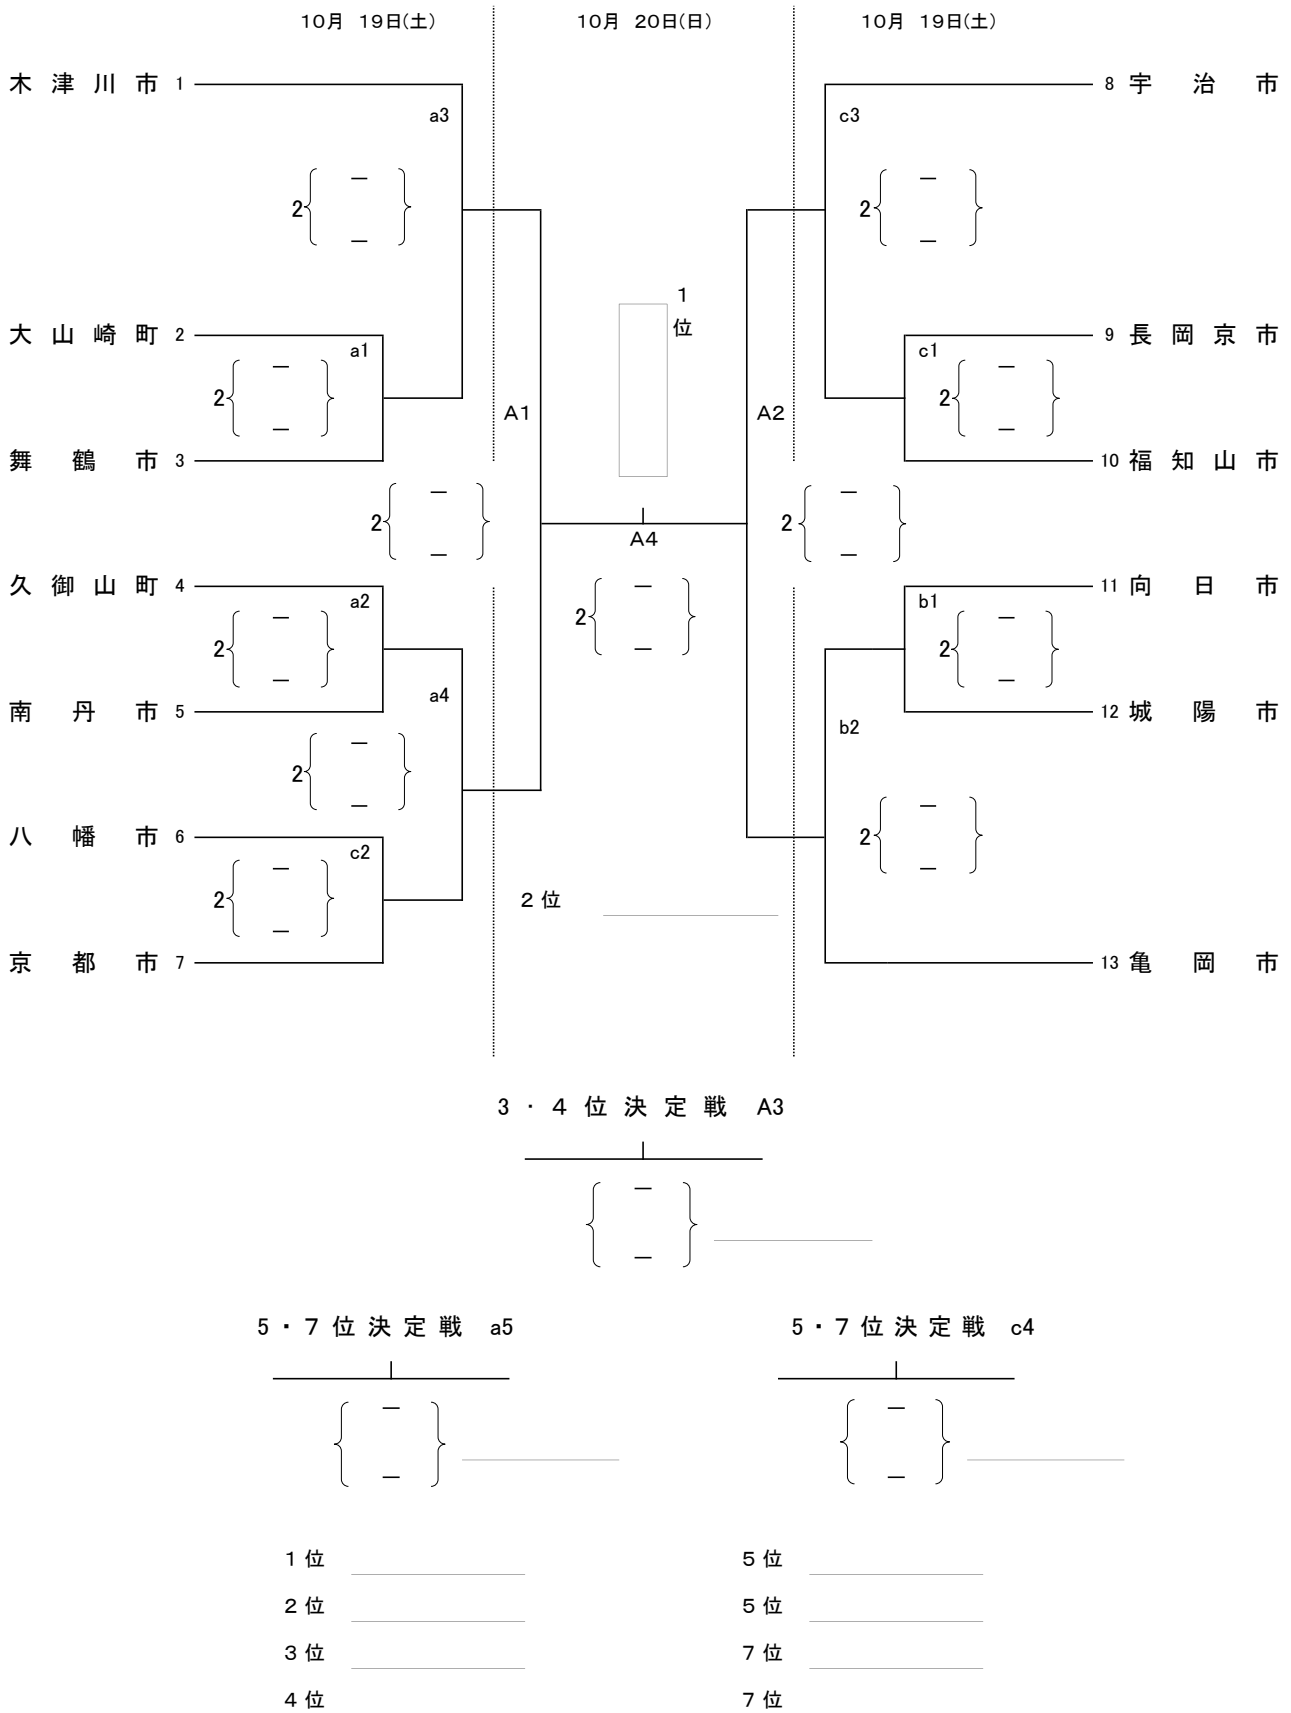 10月 19日(土) 10月 20日(日) 10月 19日(土)
木津川市 1 8 宇治市
a3 c3
2 { — } 2 { — }
—  —
1
位
大山崎町 2 9 長岡京市
a1 c1
2 { — } 2 { — }
—  —
A1 A2
舞鶴市 3 10 福知山市
2 { — } 2 { — }
—  —
A4
久御山町 4 11 向日市
a2 b1
2 { — } 2 { — } 2 { — }
—  —  —
a4
南丹市 5 12 城陽市
b2
2 { — }
—
八幡市 6
2 { — }
—
c2
2 { — }
—
2位
京都市 7 13 亀岡市
3・4位決定戦 A3
{ — }
—
5・7位決定戦 a5 5・7位決定戦 c4
{ — } { — }
—  —
1位 5位
2位 5位
3位 7位
4位 7位